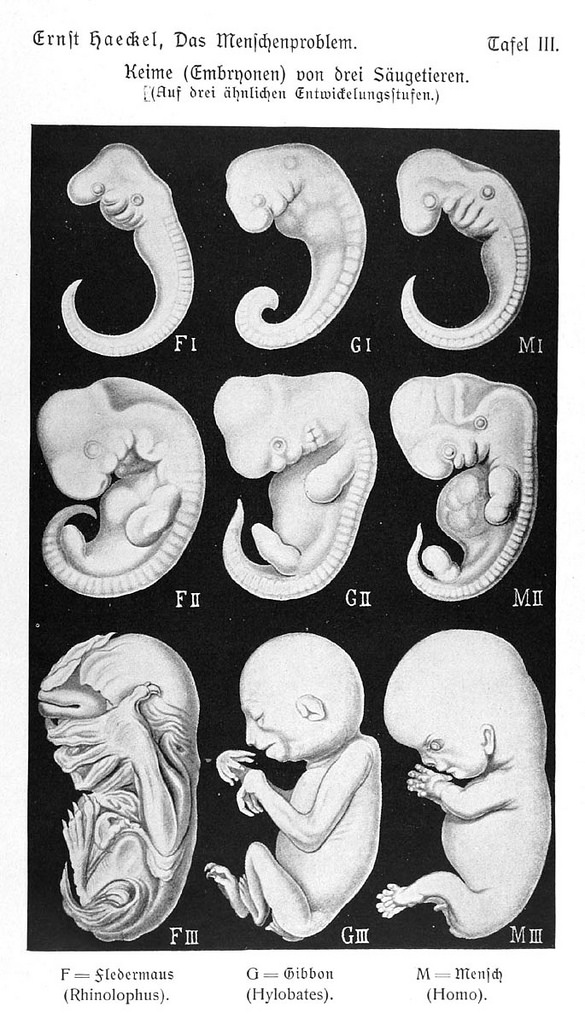 Ernst Haeckel, Das Menschenproblem. Tafel III.
Keime (Embryonen) von drei Säugetieren.
(Auf drei ähnlichen Entwickelungsstufen.)
F I G I M I
F II G II M II
F III G III M III
F = Fledermaus G = Gibbon M = Mensch
(Rhinolophus). (Hylobates). (Homo).